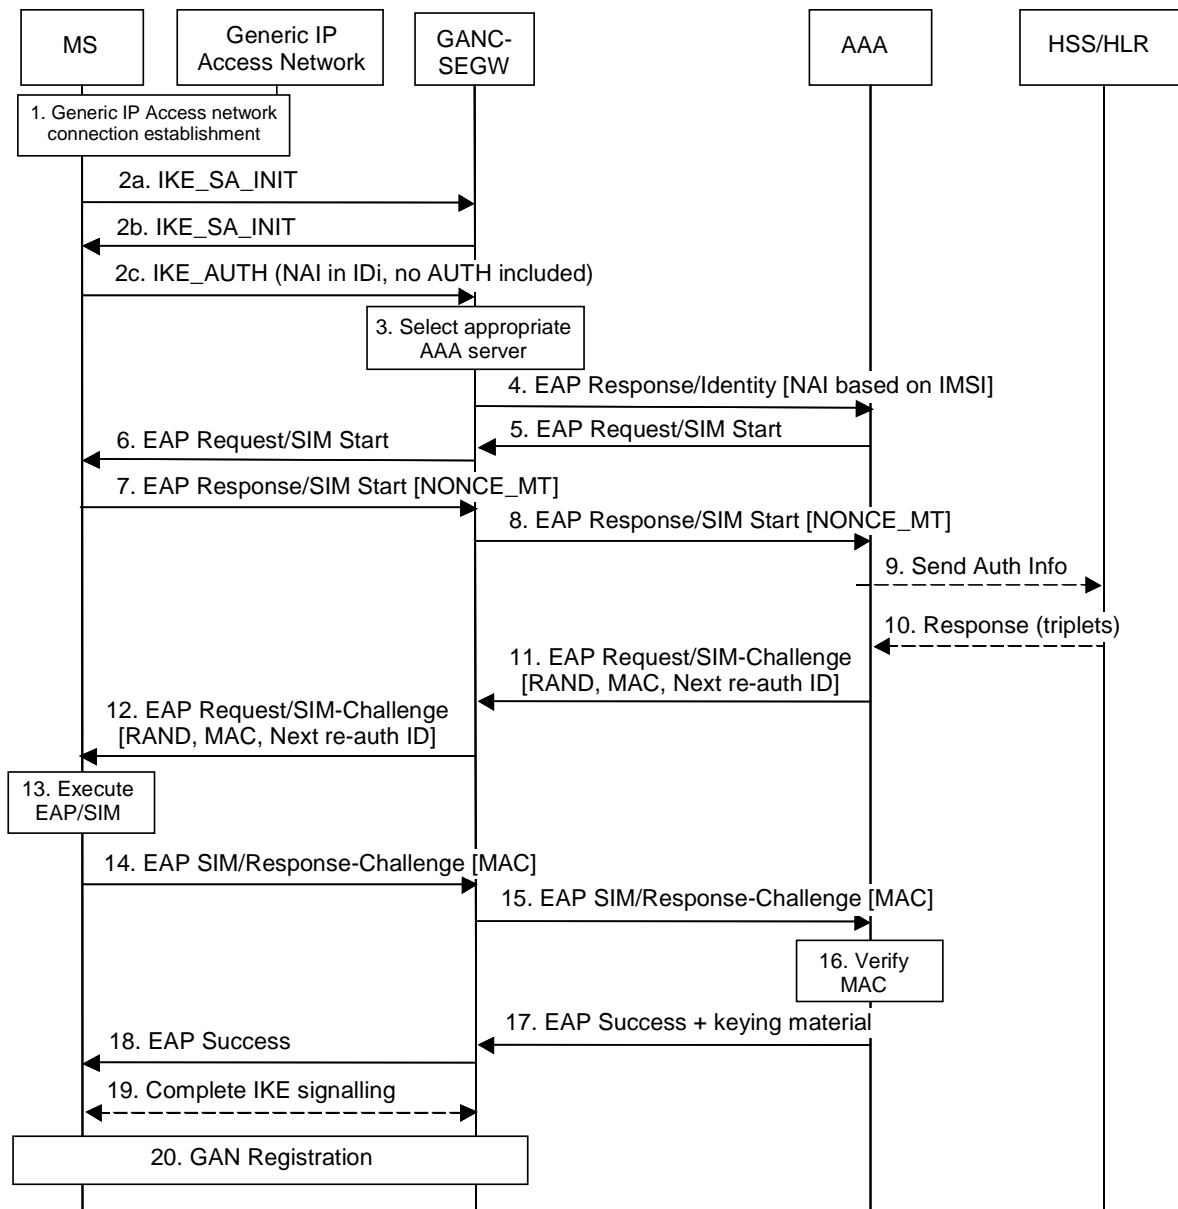 MS
Generic IP
Access Network
GANC-
SEGW
AAA
HSS/HLR
1. Generic IP Access network
connection establishment
2a. IKE_SA_INIT
2b. IKE_SA_INIT
2c. IKE_AUTH (NAI in IDi, no AUTH included)
3. Select appropriate
AAA server
4. EAP Response/Identity [NAI based on IMSI]
5. EAP Request/SIM Start
6. EAP Request/SIM Start
7. EAP Response/SIM Start [NONCE_MT]
8. EAP Response/SIM Start [NONCE_MT]
9. Send Auth Info
10. Response (triplets)
11. EAP Request/SIM-Challenge
[RAND, MAC, Next re-auth ID]
12. EAP Request/SIM-Challenge
[RAND, MAC, Next re-auth ID]
13. Execute
EAP/SIM
14. EAP SIM/Response-Challenge [MAC]
15. EAP SIM/Response-Challenge [MAC]
16. Verify
MAC
17. EAP Success + keying material
18. EAP Success
19. Complete IKE signalling
20. GAN Registration